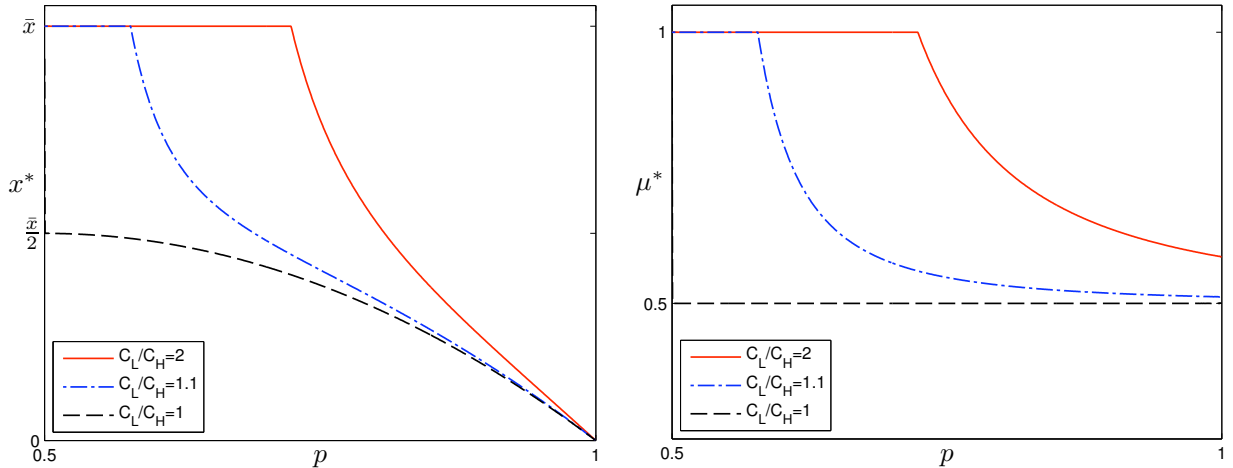 x̄
x*
x̄/2
0
0.5
p
1
C_L/C_H=2
C_L/C_H=1.1
C_L/C_H=1
1
μ*
0.5
0.5
p
1
C_L/C_H=2
C_L/C_H=1.1
C_L/C_H=1